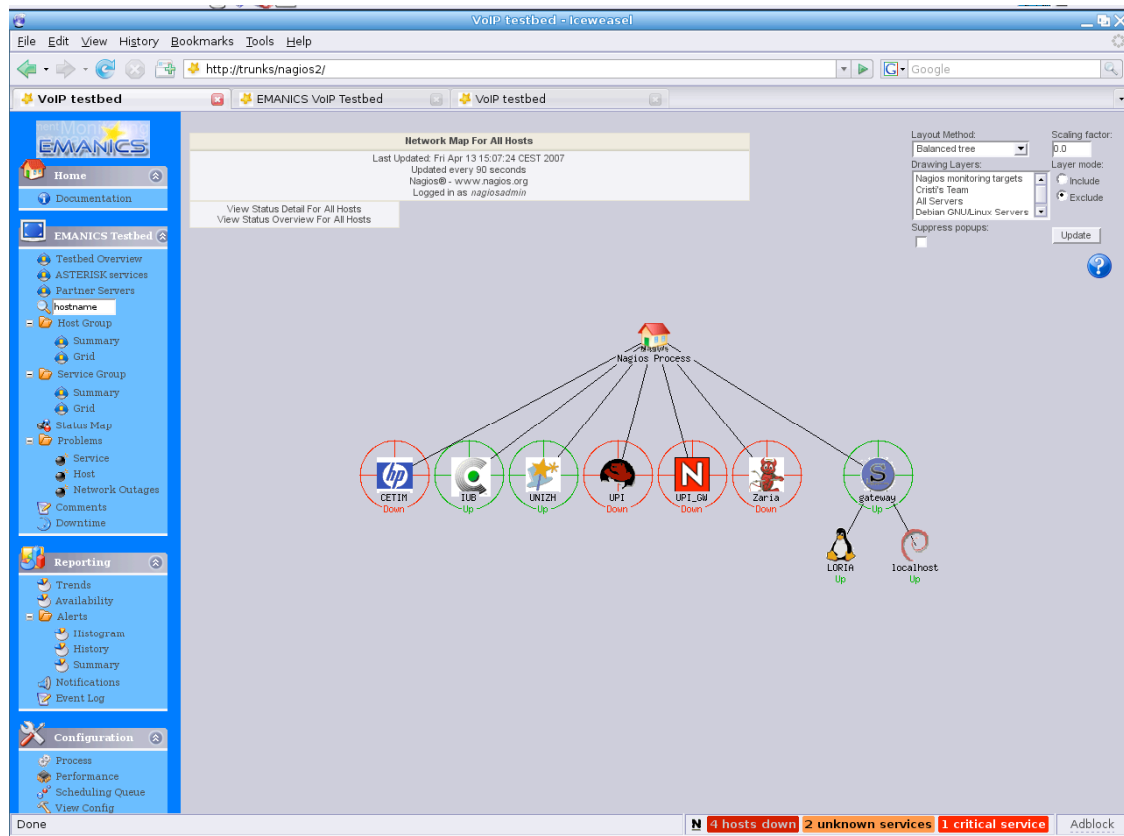 VoIP testbed - Iceweasel
File Edit View History Bookmarks Tools Help
http://trunks/nagios2/
Google
VoIP testbed
EMANICS VoIP Testbed
VoIP testbed
EMANICS
Home
Documentation
EMANICS Testbed
Testbed Overview
ASTERISK services
Partner Servers
hostname
Host Group
Summary
Grid
Service Group
Summary
Grid
Status Map
Problems
Service
Host
Network Outages
Comments
Downtime
Reporting
Trends
Availability
Alerts
Histogram
History
Summary
Notifications
Event Log
Configuration
Process
Performance
Scheduling Queue
View Config
Network Map For All Hosts
Last Updated: Fri Apr 13 15:07:24 CEST 2007
Updated every 90 seconds
Nagios® - www.nagios.org
Logged in as nagiosadmin
View Status Detail For All Hosts
View Status Overview For All Hosts
Layout Method:
Balanced tree
Scaling factor:
0.0
Drawing Layers:
Nagios monitoring targets
Cristi's Team
All Servers
Debian GNU/Linux Servers
Layer mode:
Include
Exclude
Suppress popups:
Update
Nagios Process
hp
CETIM
Down
IUB
Up
UNIZH
Up
UPI
Down
N
UPI_GW
Down
Zaria
Down
S
gateway
Up
LORIA
Up
localhost
Up
Done
N 4 hosts down 2 unknown services 1 critical service Adblock